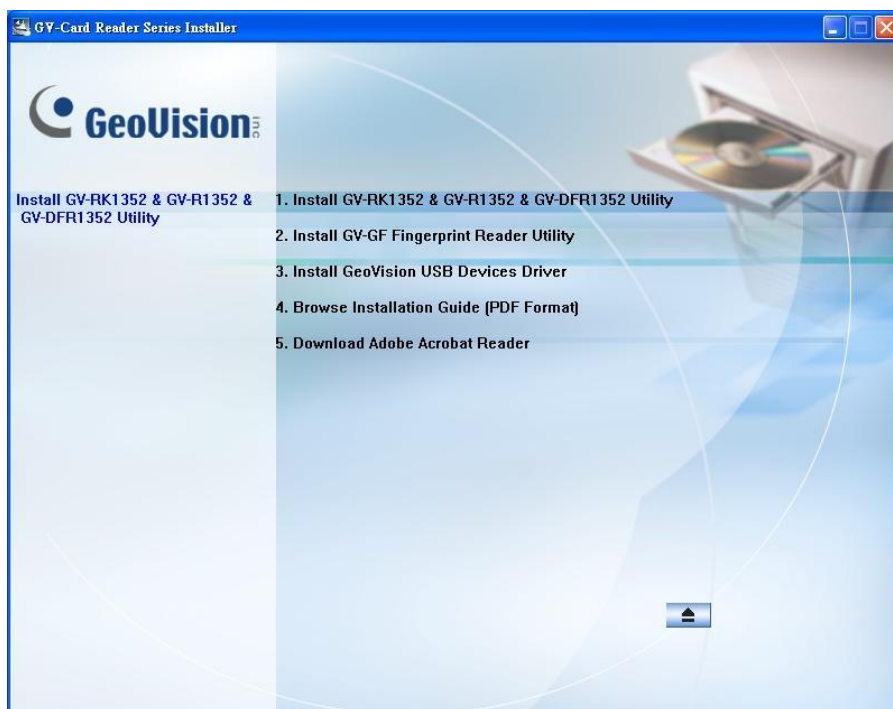 GV-Card Reader Series Installer
GeoVision inc
Install GV-RK1352 & GV-R1352 &
GV-DFR1352 Utility
1. Install GV-RK1352 & GV-R1352 & GV-DFR1352 Utility
2. Install GV-GF Fingerprint Reader Utility
3. Install GeoVision USB Devices Driver
4. Browse Installation Guide (PDF Format)
5. Download Adobe Acrobat Reader